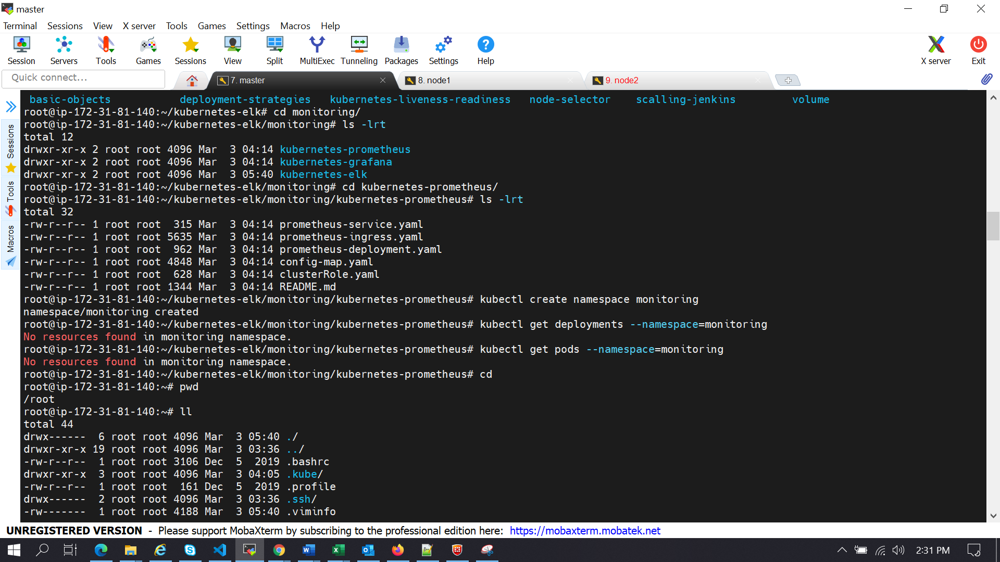 master
Terminal Sessions View X server Tools Games Settings Macros Help
Session Servers Tools Games Sessions View Split MultiExec Tunneling Packages Settings Help X server Exit
Quick connect...
7. master 8. node1 9. node2
Sessions
Tools
Macros
basic-objects deployment-strategies kubernetes-liveness-readiness node-selector scalling-jenkins volume
root@ip-172-31-81-140:~/kubernetes-elk# cd monitoring/
root@ip-172-31-81-140:~/kubernetes-elk/monitoring# ls -lrt
total 12
drwxr-xr-x 2 root root 4096 Mar  3 04:14 kubernetes-prometheus
drwxr-xr-x 2 root root 4096 Mar  3 04:14 kubernetes-grafana
drwxr-xr-x 2 root root 4096 Mar  3 05:40 kubernetes-elk
root@ip-172-31-81-140:~/kubernetes-elk/monitoring# cd kubernetes-prometheus/
root@ip-172-31-81-140:~/kubernetes-elk/monitoring/kubernetes-prometheus# ls -lrt
total 32
-rw-r--r-- 1 root root  315 Mar  3 04:14 prometheus-service.yaml
-rw-r--r-- 1 root root 5635 Mar  3 04:14 prometheus-ingress.yaml
-rw-r--r-- 1 root root  962 Mar  3 04:14 prometheus-deployment.yaml
-rw-r--r-- 1 root root 4848 Mar  3 04:14 config-map.yaml
-rw-r--r-- 1 root root  628 Mar  3 04:14 clusterRole.yaml
-rw-r--r-- 1 root root 1344 Mar  3 04:14 README.md
root@ip-172-31-81-140:~/kubernetes-elk/monitoring/kubernetes-prometheus# kubectl create namespace monitoring
namespace/monitoring created
root@ip-172-31-81-140:~/kubernetes-elk/monitoring/kubernetes-prometheus# kubectl get deployments --namespace=monitoring
No resources found in monitoring namespace.
root@ip-172-31-81-140:~/kubernetes-elk/monitoring/kubernetes-prometheus# kubectl get pods --namespace=monitoring
No resources found in monitoring namespace.
root@ip-172-31-81-140:~/kubernetes-elk/monitoring/kubernetes-prometheus# cd
root@ip-172-31-81-140:~# pwd
/root
root@ip-172-31-81-140:~# ll
total 44
drwx------  6 root root 4096 Mar  3 05:40 ./
drwxr-xr-x 19 root root 4096 Mar  3 03:36 ../
-rw-r--r--  1 root root 3106 Dec  5  2019 .bashrc
drwxr-xr-x  3 root root 4096 Mar  3 04:05 .kube/
-rw-r--r--  1 root root  161 Dec  5  2019 .profile
drwx------  2 root root 4096 Mar  3 03:36 .ssh/
-rw-------  1 root root 4188 Mar  3 05:40 .viminfo
UNREGISTERED VERSION - Please support MobaXterm by subscribing to the professional edition here: https://mobaxterm.mobatek.net
2:31 PM